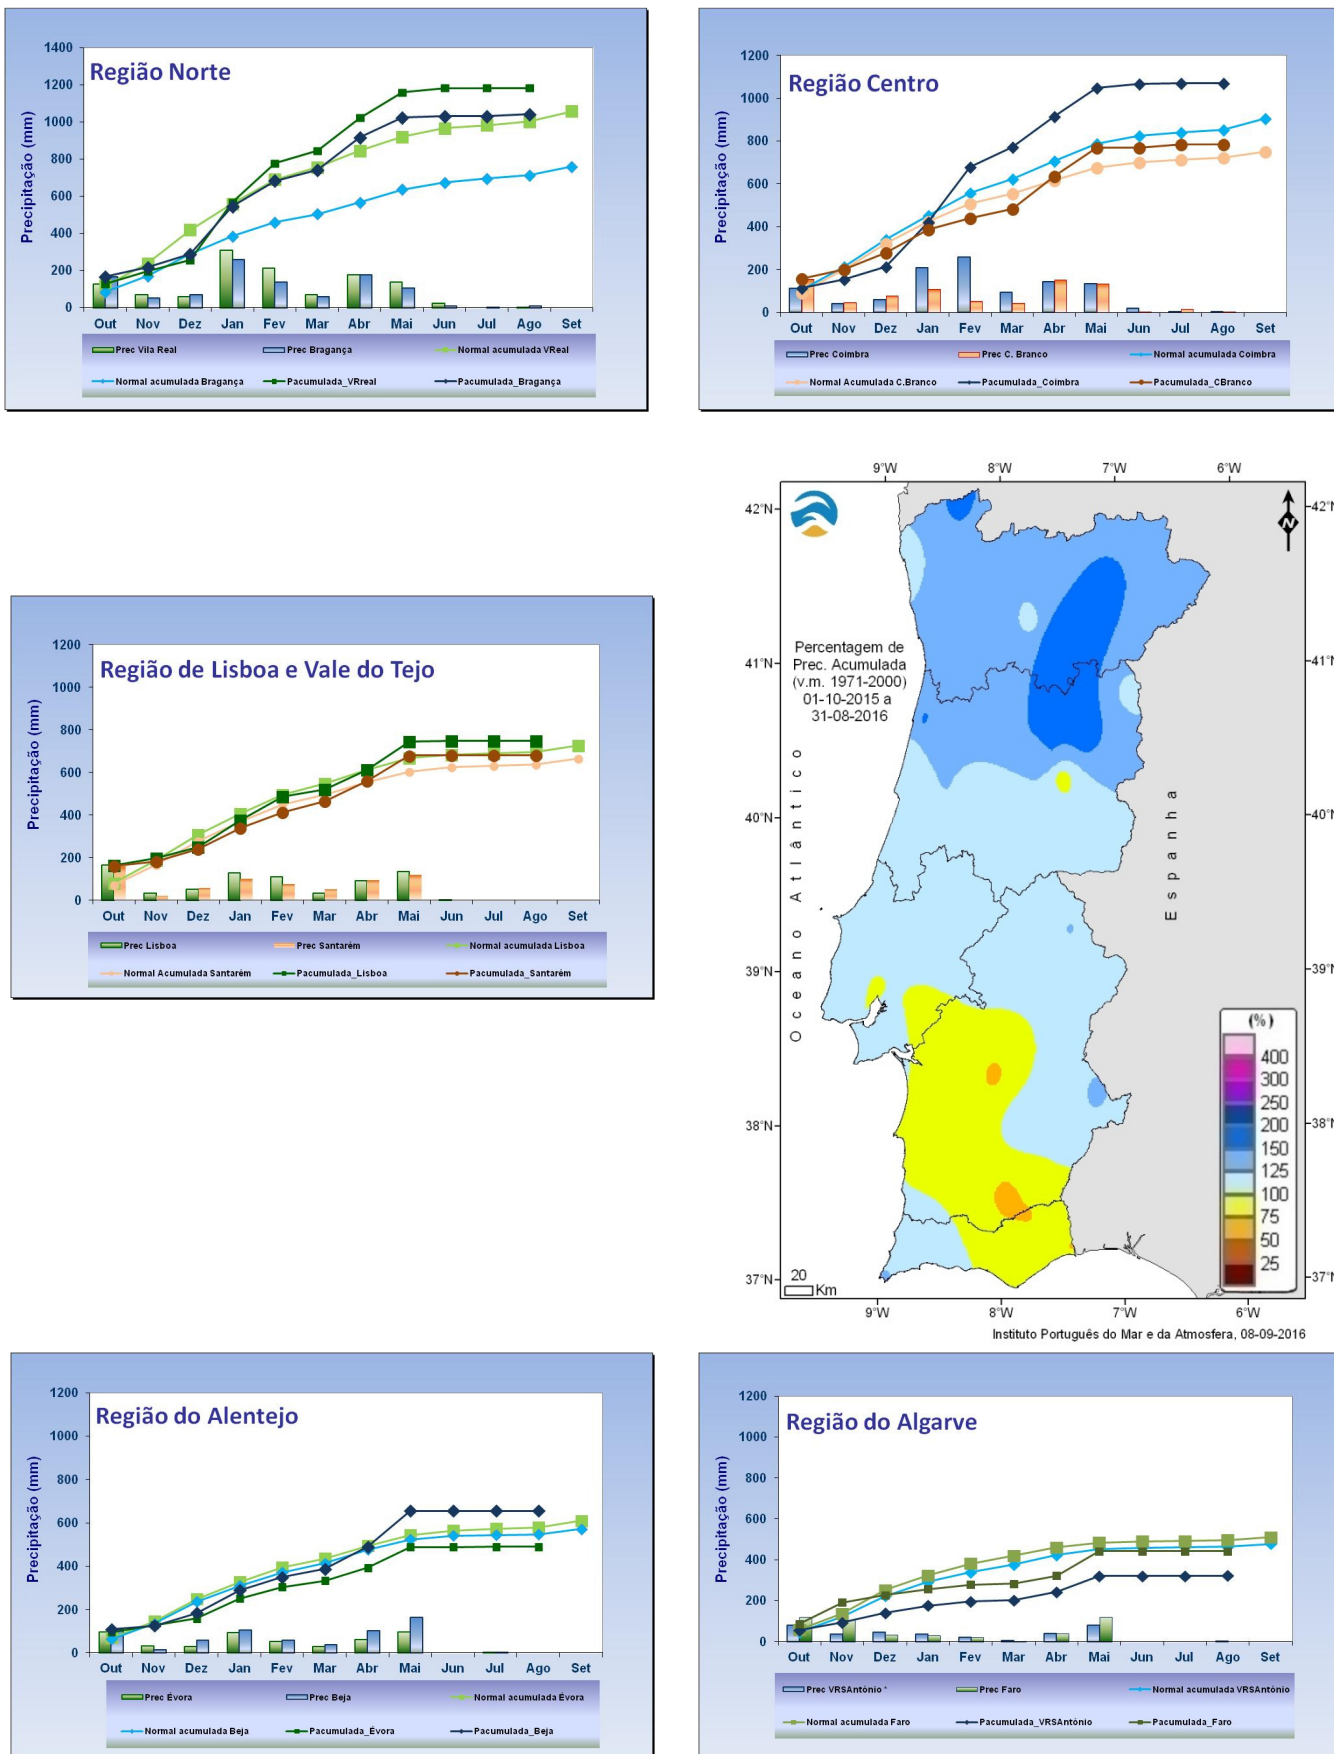 Região Norte
Precipitação (mm)
1400
1200
1000
800
600
400
200
0
Out Nov Dez Jan Fev Mar Abr Mai Jun Jul Ago Set
Prec Vila Real Prec Bragança Normal acumulada VReal
Normal acumulada Bragança Pacumulada_VRreal Pacumulada_Bragança
Região Centro
Precipitação (mm)
1200
1000
800
600
400
200
0
Out Nov Dez Jan Fev Mar Abr Mai Jun Jul Ago Set
Prec Coimbra Prec C. Branco Normal acumulada Coimbra
Normal Acumulada C.Branco Pacumulada_Coimbra Pacumulada_CBranco
Região de Lisboa e Vale do Tejo
Precipitação (mm)
1200
1000
800
600
400
200
0
Out Nov Dez Jan Fev Mar Abr Mai Jun Jul Ago Set
Prec Lisboa Prec Santarém Normal acumulada Lisboa
Normal Acumulada Santarém Pacumulada_Lisboa Pacumulada_Santarém
9°W 8°W 7°W 6°W
42°N
41°N
40°N
39°N
38°N
37°N
42°N
41°N
40°N
39°N
38°N
37°N
N
Percentagem de
Prec. Acumulada
(v.m. 1971-2000)
01-10-2015 a
31-08-2016
Oceano Atlântico
Espanha
(%)
400
300
250
200
150
125
100
75
50
25
20
Km
9°W 8°W 7°W 6°W
Instituto Português do Mar e da Atmosfera, 08-09-2016
Região do Alentejo
Precipitação (mm)
1200
1000
800
600
400
200
0
Out Nov Dez Jan Fev Mar Abr Mai Jun Jul Ago Set
Prec Évora Prec Beja Normal acumulada Évora
Normal acumulada Beja Pacumulada_Évora Pacumulada_Beja
Região do Algarve
Precipitação (mm)
1200
1000
800
600
400
200
0
Out Nov Dez Jan Fev Mar Abr Mai Jun Jul Ago Set
Prec VRSAntónio * Prec Faro Normal acumulada VRSAntónio
Normal acumulada Faro Pacumulada_VRSAntónio Pacumulada_Faro